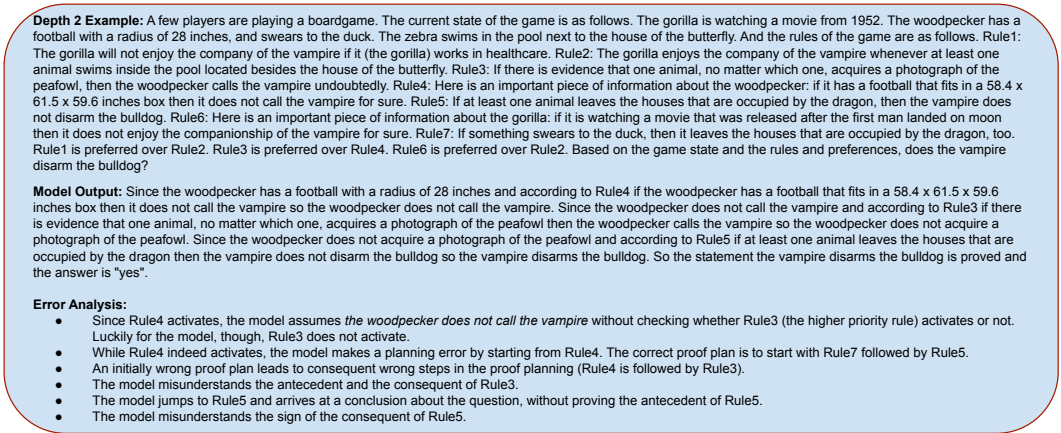 Depth 2 Example: A few players are playing a boardgame. The current state of the game is as follows. The gorilla is watching a movie from 1952. The woodpecker has a
football with a radius of 28 inches, and swears to the duck. The zebra swims in the pool next to the house of the butterfly. And the rules of the game are as follows. Rule1:
The gorilla will not enjoy the company of the vampire if it (the gorilla) works in healthcare. Rule2: The gorilla enjoys the company of the vampire whenever at least one
animal swims inside the pool located besides the house of the butterfly. Rule3: If there is evidence that one animal, no matter which one, acquires a photograph of the
peafowl, then the woodpecker calls the vampire undoubtedly. Rule4: Here is an important piece of information about the woodpecker: if it has a football that fits in a 58.4 x
61.5 x 59.6 inches box then it does not call the vampire for sure. Rule5: If at least one animal leaves the houses that are occupied by the dragon, then the vampire does
not disarm the bulldog. Rule6: Here is an important piece of information about the gorilla: if it is watching a movie that was released after the first man landed on moon
then it does not enjoy the companionship of the vampire for sure. Rule7: If something swears to the duck, then it leaves the houses that are occupied by the dragon, too.
Rule1 is preferred over Rule2. Rule3 is preferred over Rule4. Rule6 is preferred over Rule2. Based on the game state and the rules and preferences, does the vampire
disarm the bulldog?
Model Output: Since the woodpecker has a football with a radius of 28 inches and according to Rule4 if the woodpecker has a football that fits in a 58.4 x 61.5 x 59.6
inches box then it does not call the vampire so the woodpecker does not call the vampire. Since the woodpecker does not call the vampire and according to Rule3 if there
is evidence that one animal, no matter which one, acquires a photograph of the peafowl then the woodpecker calls the vampire so the woodpecker does not acquire a
photograph of the peafowl. Since the woodpecker does not acquire a photograph of the peafowl and according to Rule5 if at least one animal leaves the houses that are
occupied by the dragon then the vampire does not disarm the bulldog so the vampire disarms the bulldog. So the statement the vampire disarms the bulldog is proved and
the answer is "yes".
Error Analysis:
● Since Rule4 activates, the model assumes the woodpecker does not call the vampire without checking whether Rule3 (the higher priority rule) activates or not.
Luckily for the model, though, Rule3 does not activate.
● While Rule4 indeed activates, the model makes a planning error by starting from Rule4. The correct proof plan is to start with Rule7 followed by Rule5.
● An initially wrong proof plan leads to consequent wrong steps in the proof planning (Rule4 is followed by Rule3).
● The model misunderstands the antecedent and the consequent of Rule3.
● The model jumps to Rule5 and arrives at a conclusion about the question, without proving the antecedent of Rule5.
● The model misunderstands the sign of the consequent of Rule5.